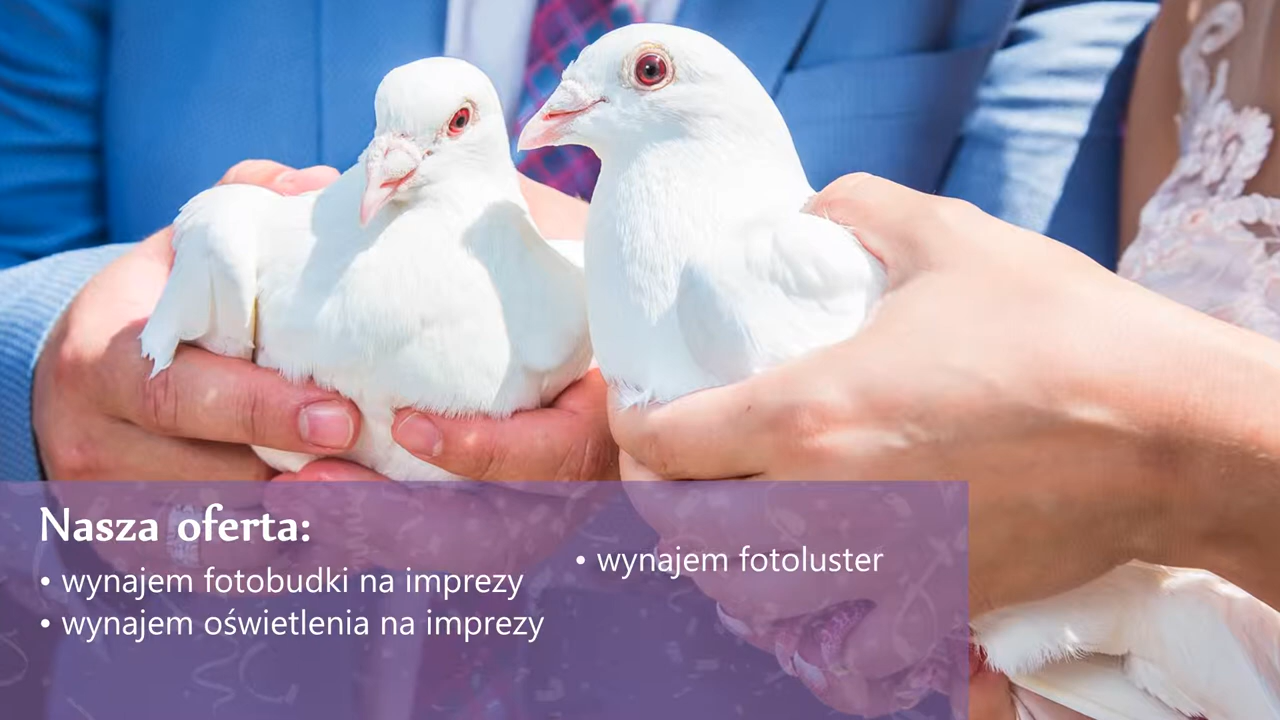 Nasza oferta:
• wynajem fotobudki na imprezy
• wynajem oświetlenia na imprezy
• wynajem fotoluster